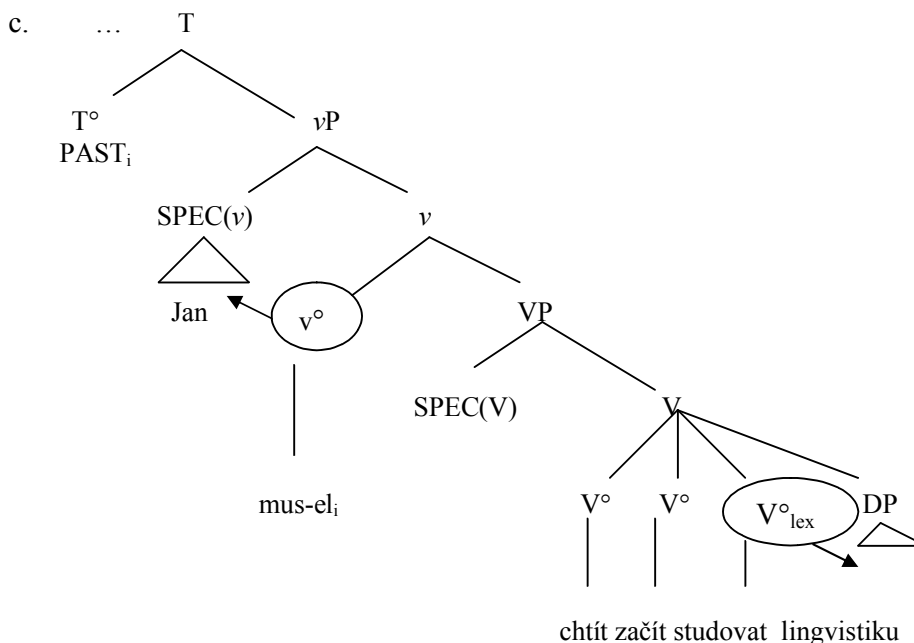 c. … T
T° vP
PASTᵢ
SPEC(v) v
Jan v° VP
SPEC(V) V
mus-elᵢ V° V° V°lex DP
chtít začít studovat lingvistiku